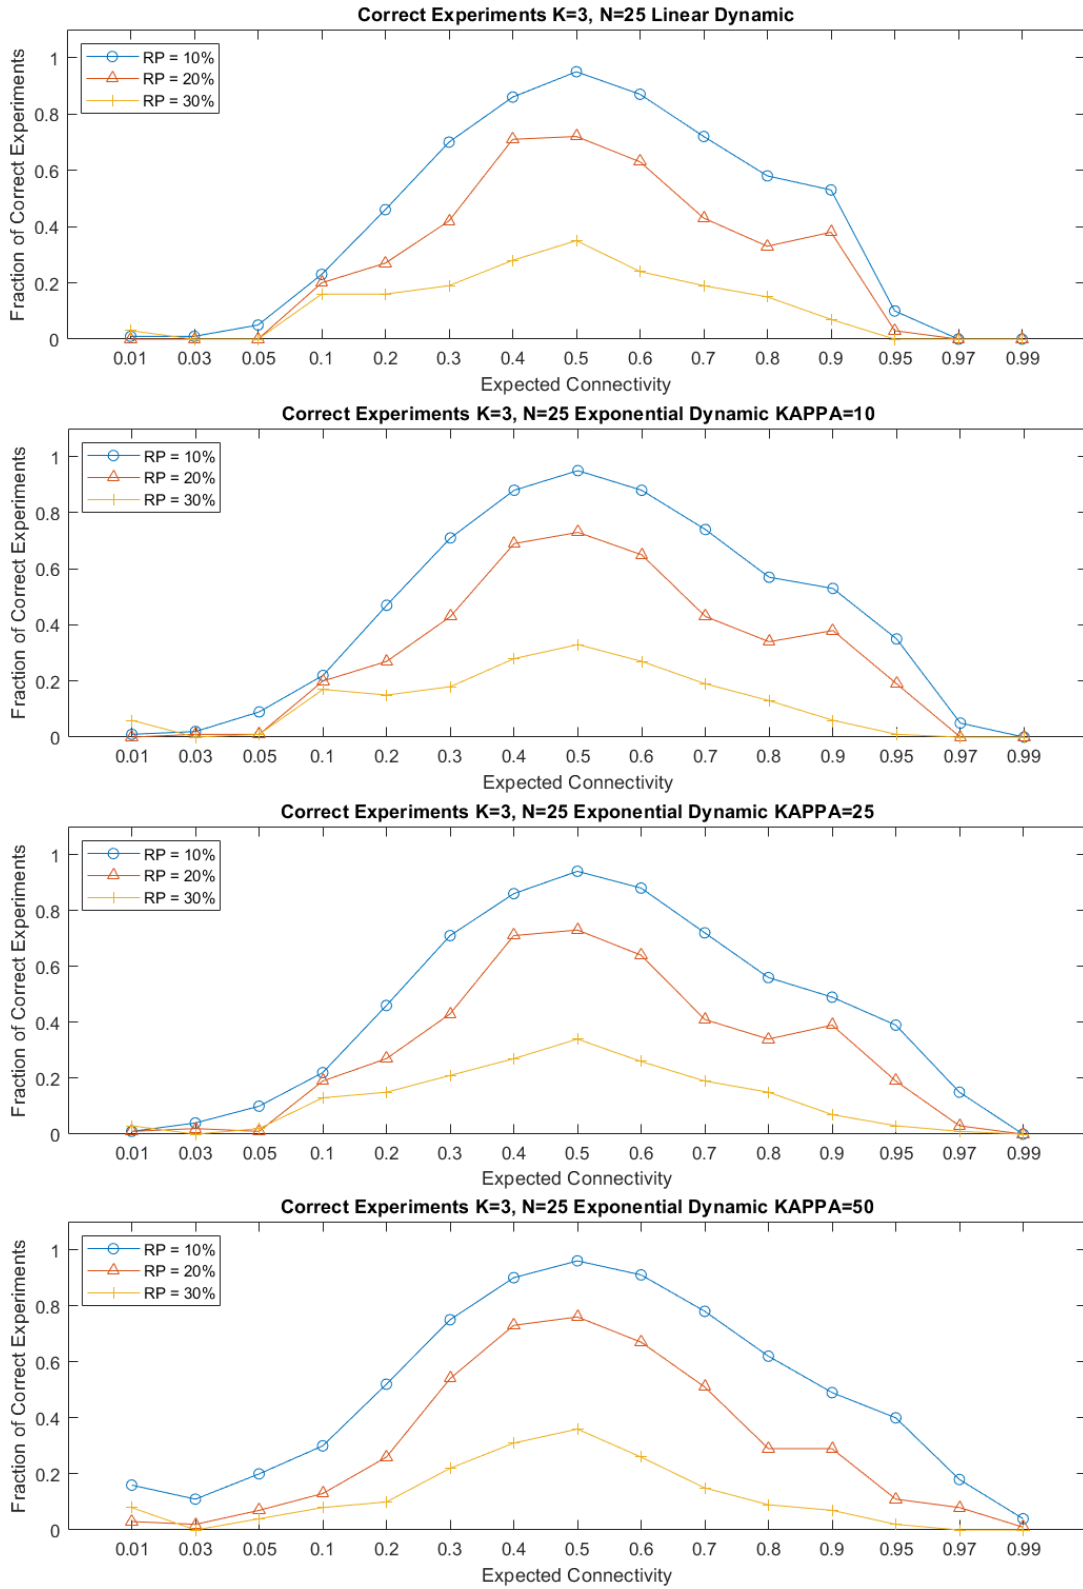 Correct Experiments K=3, N=25 Linear Dynamic
RP = 10%
RP = 20%
RP = 30%
Fraction of Correct Experiments
1
0.8
0.6
0.4
0.2
0
0.01 0.03 0.05 0.1 0.2 0.3 0.4 0.5 0.6 0.7 0.8 0.9 0.95 0.97 0.99
Expected Connectivity
Correct Experiments K=3, N=25 Exponential Dynamic KAPPA=10
RP = 10%
RP = 20%
RP = 30%
Fraction of Correct Experiments
1
0.8
0.6
0.4
0.2
0
0.01 0.03 0.05 0.1 0.2 0.3 0.4 0.5 0.6 0.7 0.8 0.9 0.95 0.97 0.99
Expected Connectivity
Correct Experiments K=3, N=25 Exponential Dynamic KAPPA=25
RP = 10%
RP = 20%
RP = 30%
Fraction of Correct Experiments
1
0.8
0.6
0.4
0.2
0
0.01 0.03 0.05 0.1 0.2 0.3 0.4 0.5 0.6 0.7 0.8 0.9 0.95 0.97 0.99
Expected Connectivity
Correct Experiments K=3, N=25 Exponential Dynamic KAPPA=50
RP = 10%
RP = 20%
RP = 30%
Fraction of Correct Experiments
1
0.8
0.6
0.4
0.2
0
0.01 0.03 0.05 0.1 0.2 0.3 0.4 0.5 0.6 0.7 0.8 0.9 0.95 0.97 0.99
Expected Connectivity